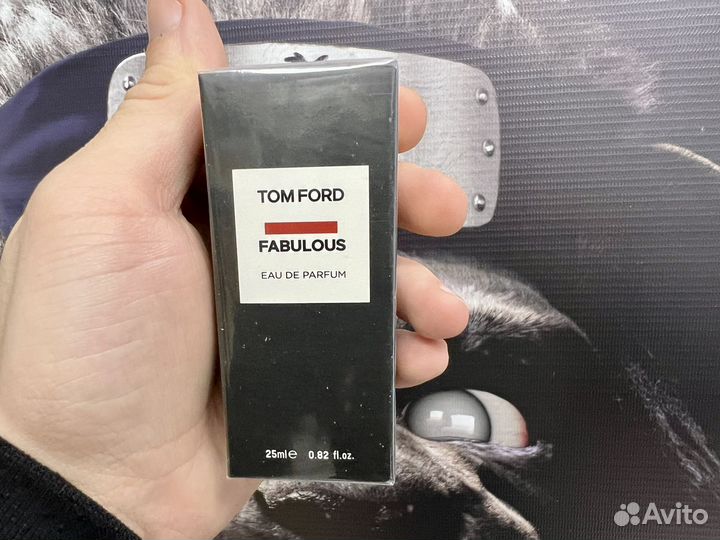 TOM FORD
FABULOUS
EAU DE PARFUM
25ml℮ 0.82 fl.oz.
Avito